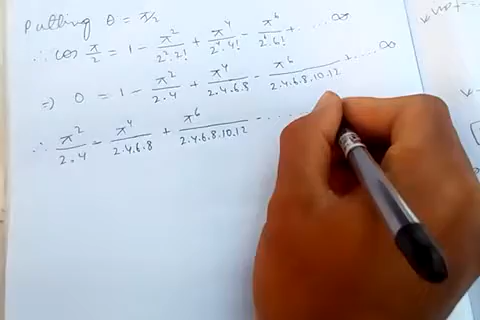 Putting θ = π/2
∴ cos π/2 = 1 - π²/2²·2! + π⁴/2⁴·4! - π⁶/2⁶·6! + ..... ∞
⇒ 0 = 1 - π²/2·4 + π⁴/2·4·6·8 - π⁶/2·4·6·8·10·12 + .... ∞
∴ π²/2·4 - π⁴/2·4·6·8 + π⁶/2·4·6·8·10·12 - ....